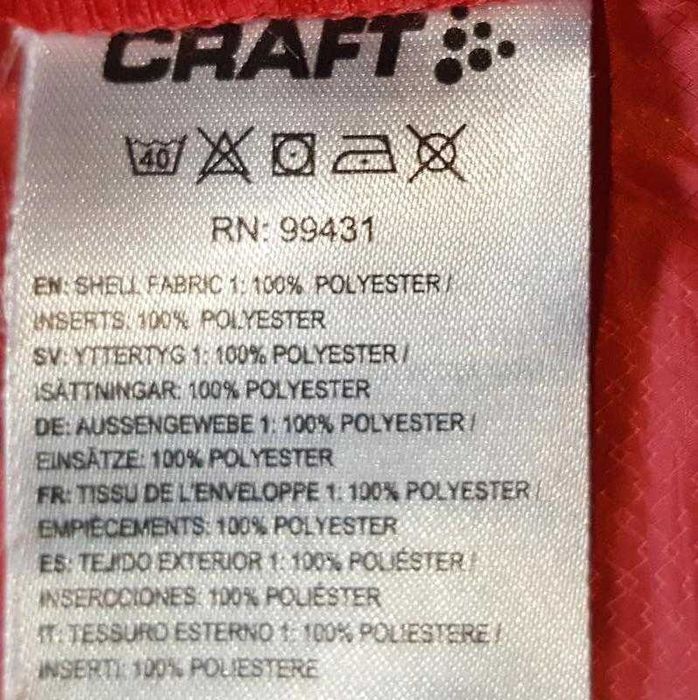 CRAFT
40
RN: 99431
EN: SHELL FABRIC 1: 100% POLYESTER /
INSERTS: 100% POLYESTER
SV: YTTERTYG 1: 100% POLYESTER /
ISÄTTNINGAR: 100% POLYESTER
DE: AUSSENGEWEBE 1: 100% POLYESTER /
EINSÄTZE: 100% POLYESTER
FR: TISSU DE L'ENVELOPPE 1: 100% POLYESTER /
EMPIÈCEMENTS: 100% POLYESTER
ES: TEJIDO EXTERIOR 1: 100% POLIÉSTER /
INSEROCIONES: 100% POLIÉSTER
IT: TESSURO ESTERNO 1: 100% POLIESTERE /
INSERTI: 100% POLIESTERE